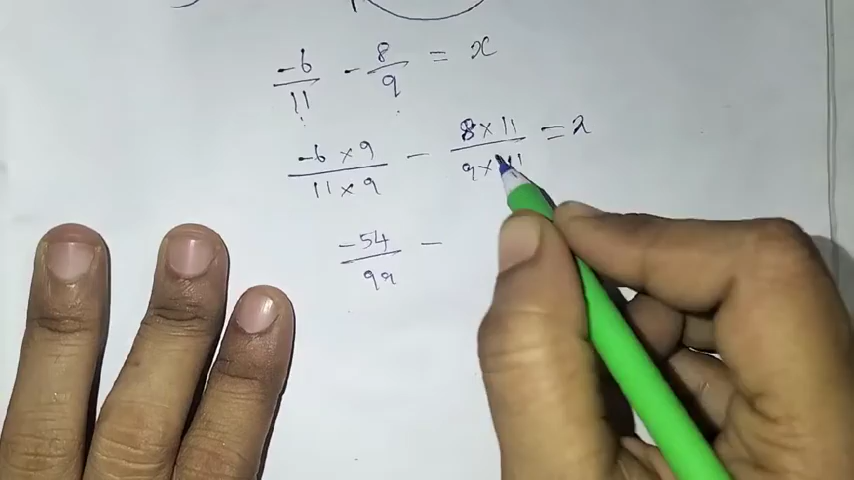 -6/11 - 8/9 = x
-6 × 9/11 × 9 - 8 × 11/9 × 11 = x
-54/99 -